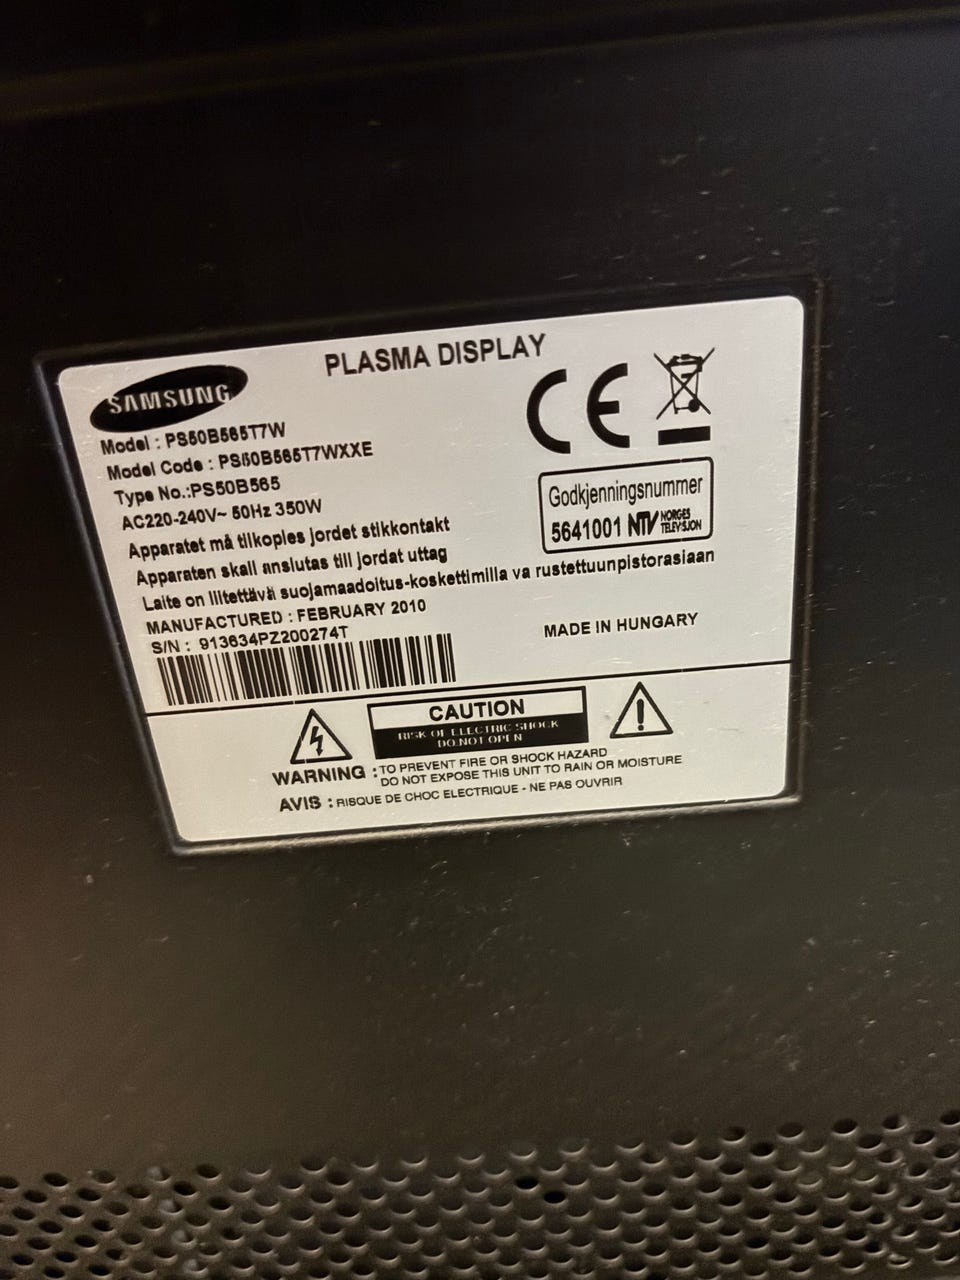 SAMSUNG
PLASMA DISPLAY
Model : PS50B565T7W
Model Code : PS50B565T7WXXE
Type No.:PS50B565
AC220-240V~ 50Hz 350W
CE
Godkjenningsnummer
5641001 NTV NORGES
TELEVISJON
Apparatet må tilkoples jordet stikkontakt
Apparaten skall anslutas till jordat uttag
Laite on liitettävä suojamaadoitus-koskettimilla va rustettuunpistorasiaan
MANUFACTURED : FEBRUARY 2010
S/N : 913634PZ200274T
MADE IN HUNGARY
CAUTION
RISK OF ELECTRIC SHOCK
DO NOT OPEN
WARNING : TO PREVENT FIRE OR SHOCK HAZARD
DO NOT EXPOSE THIS UNIT TO RAIN OR MOISTURE
AVIS : RISQUE DE CHOC ELECTRIQUE - NE PAS OUVRIR